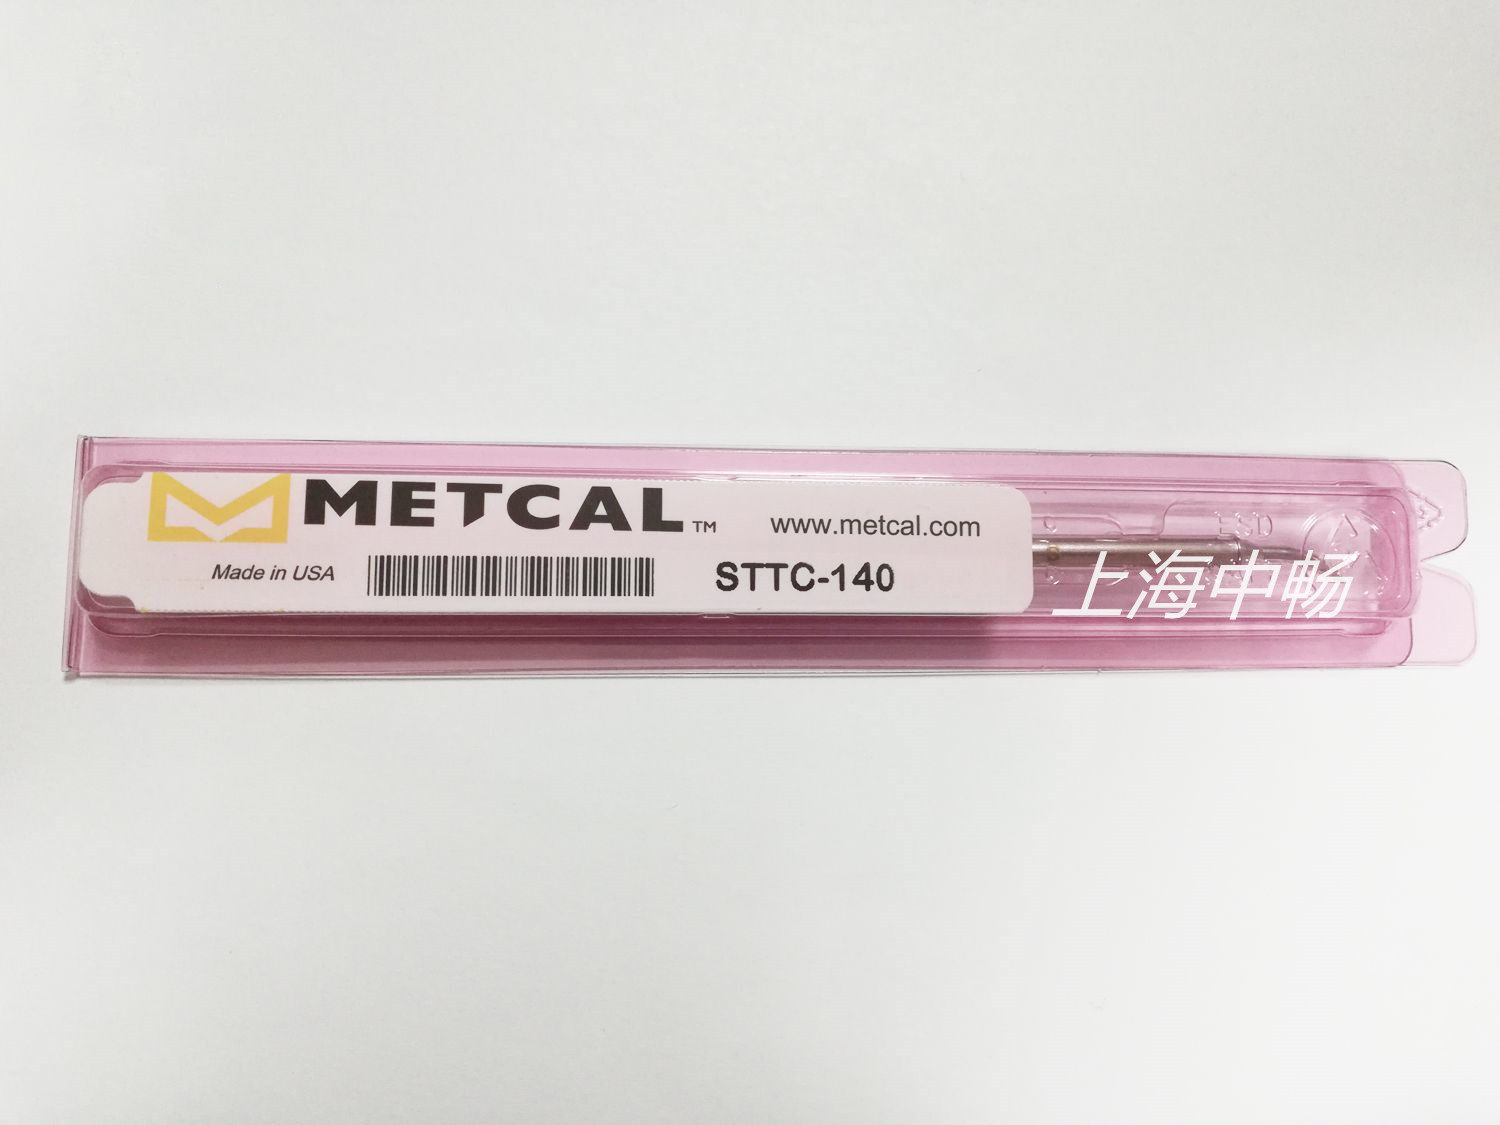 METCAL™
www.metcal.com
Made in USA
STTC-140
ESD
上海中畅